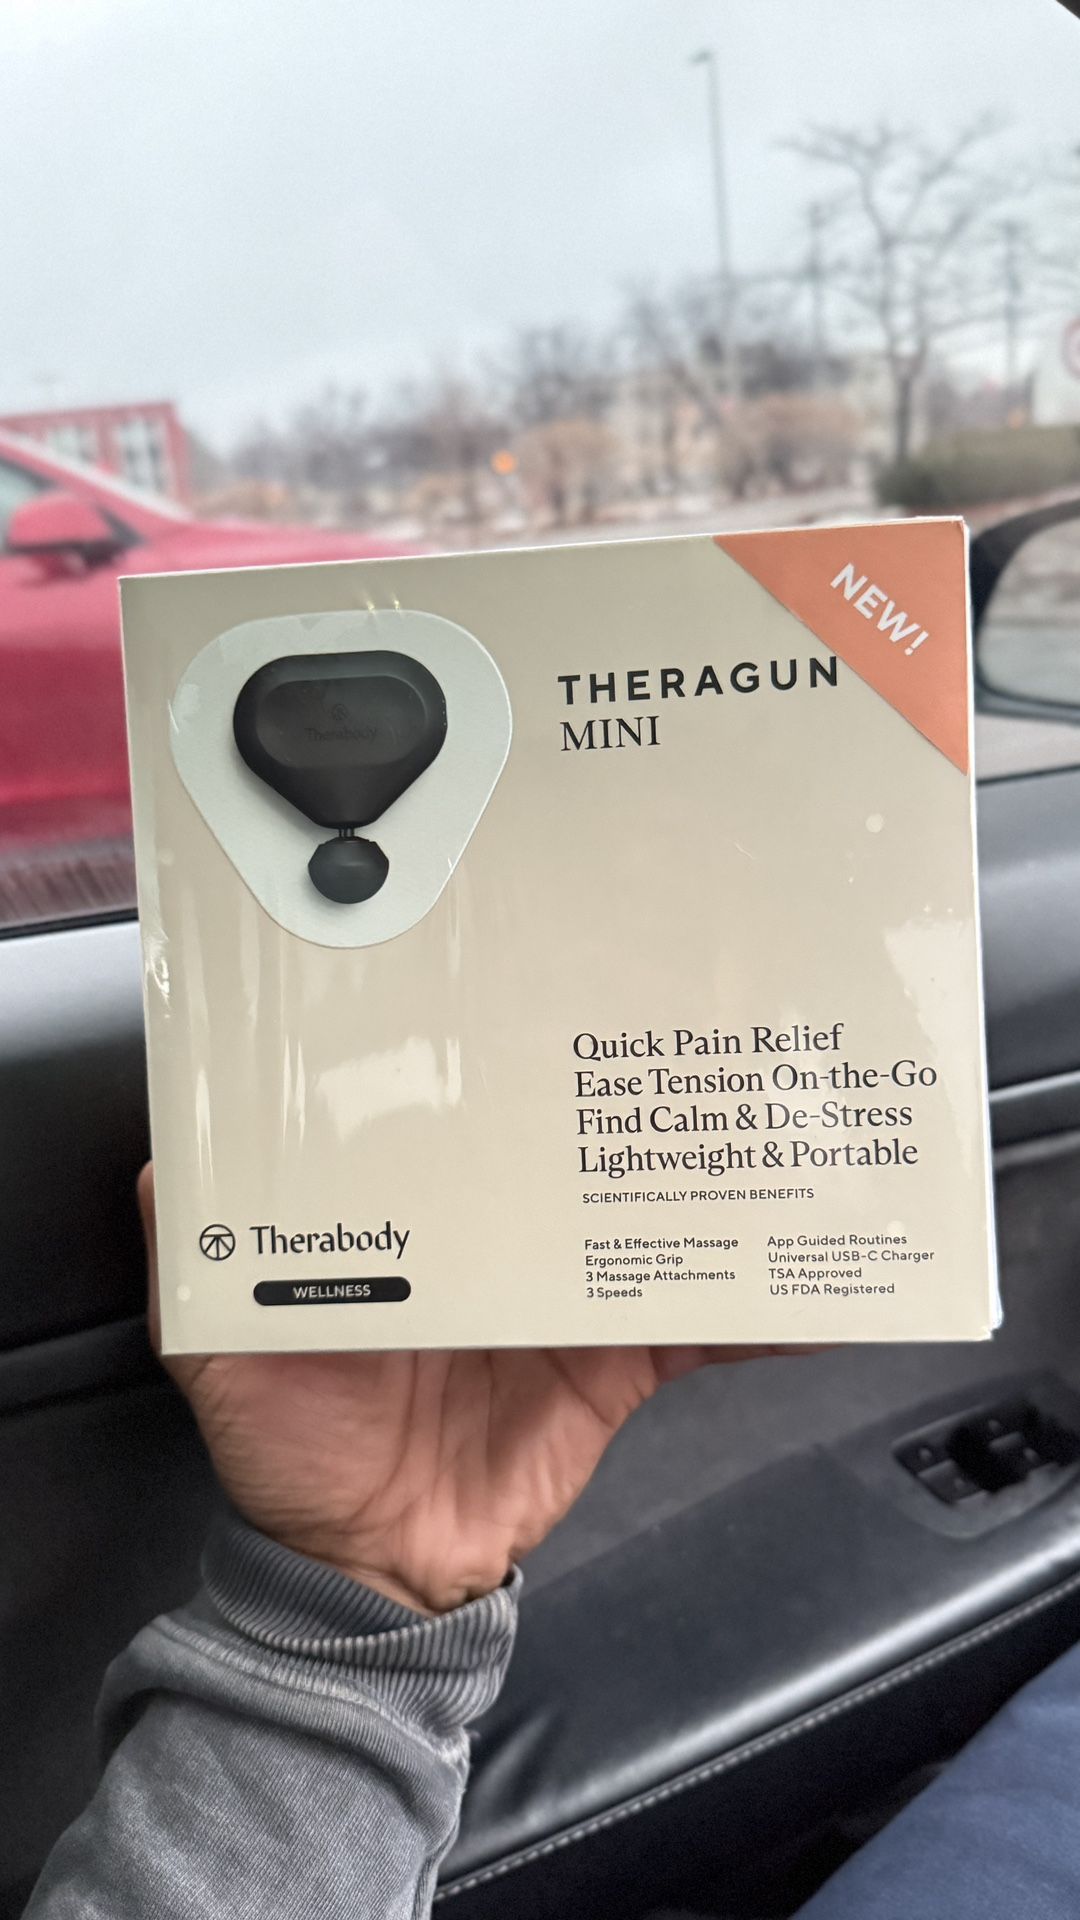 NEW!
THERAGUN
MINI
Therabody
Quick Pain Relief
Ease Tension On-the-Go
Find Calm & De-Stress
Lightweight & Portable
SCIENTIFICALLY PROVEN BENEFITS
Fast & Effective Massage
Ergonomic Grip
3 Massage Attachments
3 Speeds
App Guided Routines
Universal USB-C Charger
TSA Approved
US FDA Registered
Therabody
WELLNESS